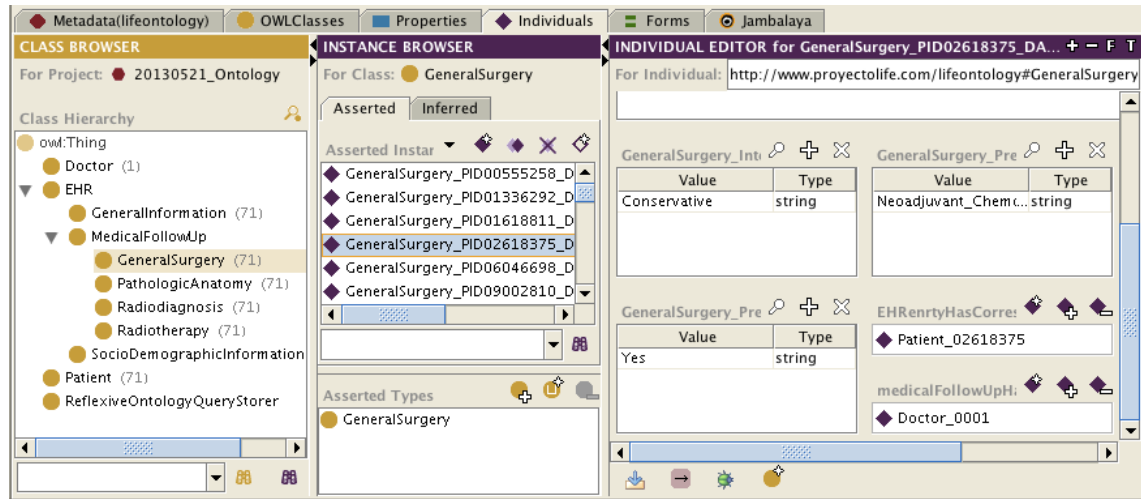 Metadata(lifeontology)
OWLClasses
Properties
Individuals
Forms
Jambalaya
CLASS BROWSER
For Project: 20130521_Ontology
Class Hierarchy
owl:Thing
Doctor (1)
EHR
GeneralInformation (71)
MedicalFollowUp
GeneralSurgery (71)
PathologicAnatomy (71)
Radiodiagnosis (71)
Radiotherapy (71)
SocioDemographicInformation
Patient (71)
ReflexiveOntologyQueryStorer
INSTANCE BROWSER
For Class: GeneralSurgery
Asserted Inferred
Asserted Instar
GeneralSurgery_PID00555258_D
GeneralSurgery_PID01336292_D
GeneralSurgery_PID01618811_D
GeneralSurgery_PID02618375_D
GeneralSurgery_PID06046698_D
GeneralSurgery_PID09002810_D
Asserted Types
GeneralSurgery
INDIVIDUAL EDITOR for GeneralSurgery_PID02618375_DA... + − F T
For Individual: http://www.proyectolife.com/lifeontology#GeneralSurgery
GeneralSurgery_Int
Value Type
Conservative string
GeneralSurgery_Pre
Value Type
Neoadjuvant_Chemo... string
GeneralSurgery_Pre
Value Type
Yes string
EHRenrtyHasCorres
Patient_02618375
medicalFollowUpHa
Doctor_0001